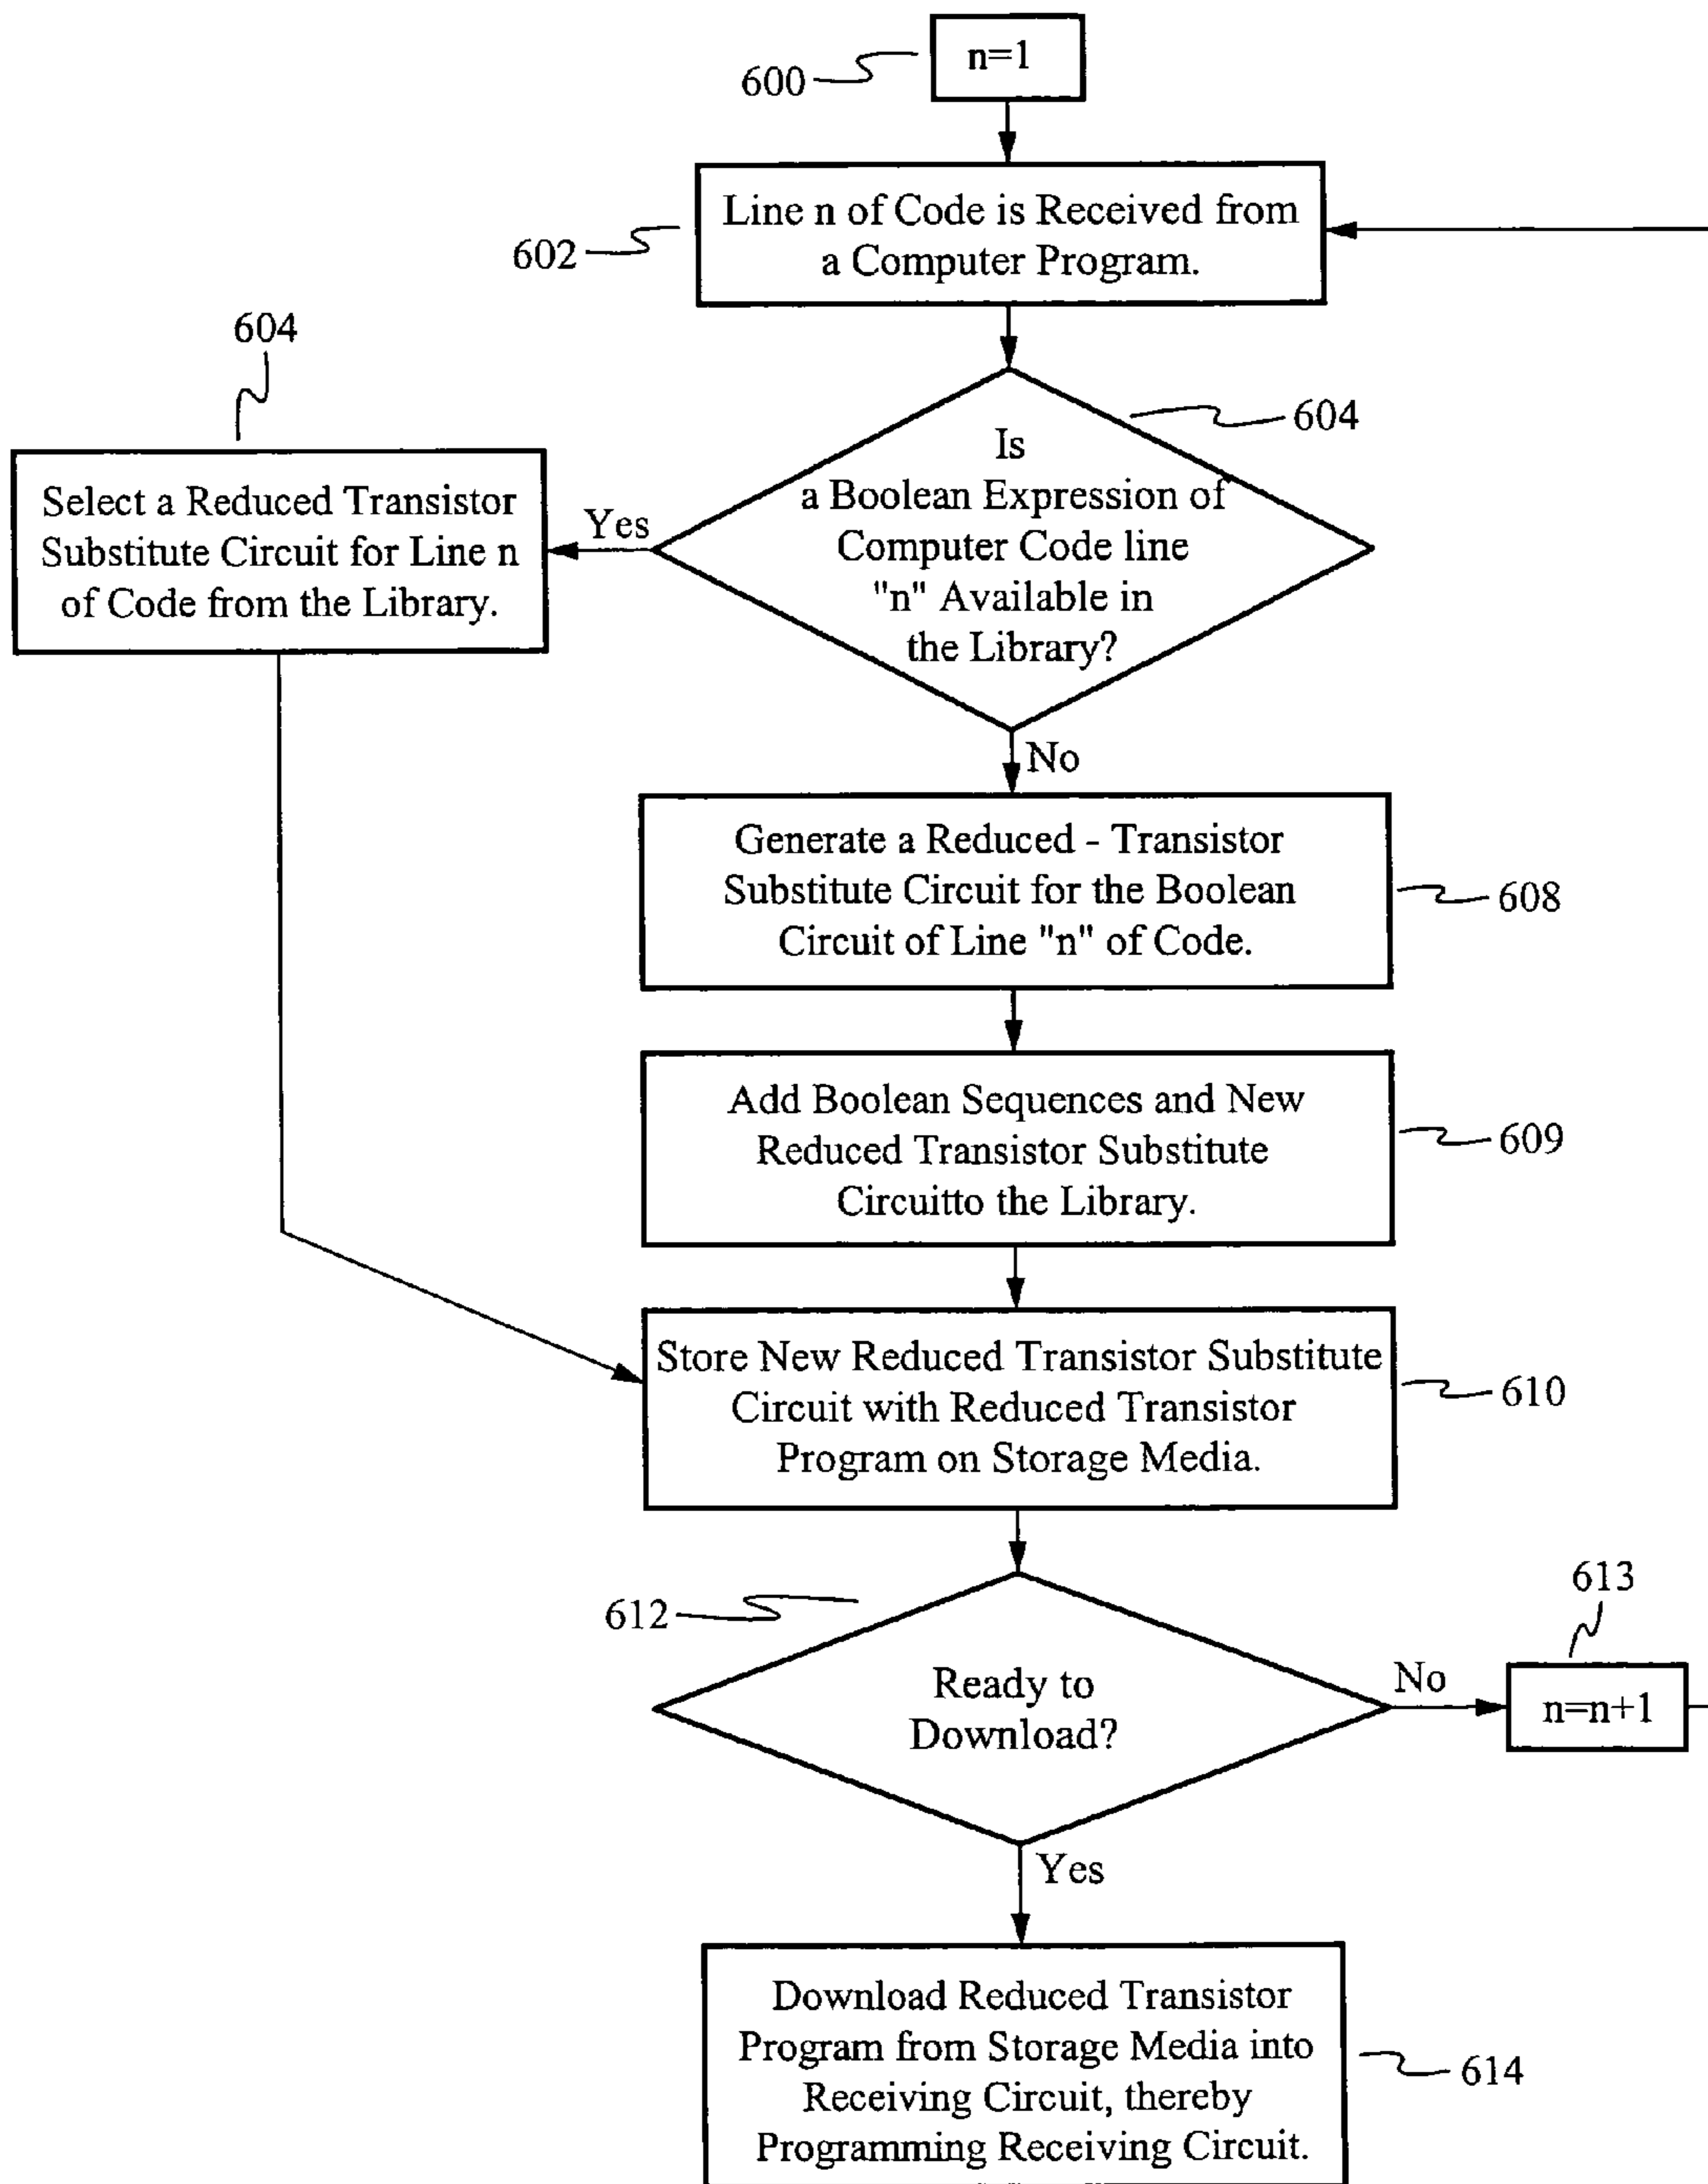 n=1
600
Line n of Code is Received from
a Computer Program.
602
604
604
Is
a Boolean Expression of
Computer Code line
"n" Available in
the Library?
Yes
Select a Reduced Transistor
Substitute Circuit for Line n
of Code from the Library.
No
Generate a Reduced - Transistor
Substitute Circuit for the Boolean
Circuit of Line "n" of Code.
608
Add Boolean Sequences and New
Reduced Transistor Substitute
Circuitto the Library.
609
Store New Reduced Transistor Substitute
Circuit with Reduced Transistor
Program on Storage Media.
610
612
Ready to
Download?
No
613
n=n+1
Yes
Download Reduced Transistor
Program from Storage Media into
Receiving Circuit, thereby
Programming Receiving Circuit.
614